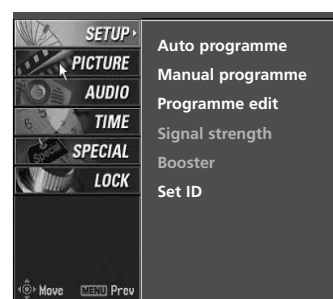 SETUP
PICTURE
AUDIO
TIME
SPECIAL
LOCK
Move MENU Prev
Auto programme
Manual programme
Programme edit
Signal strength
Booster
Set ID